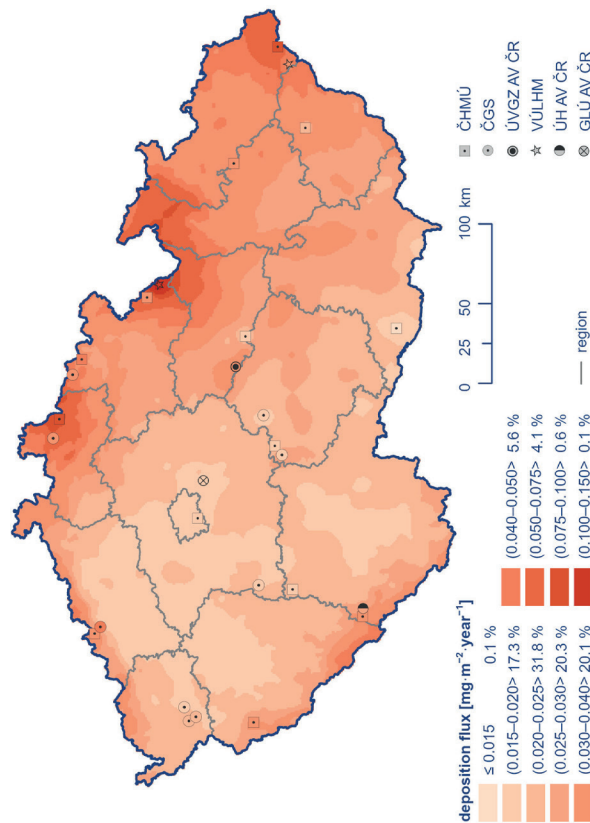 deposition flux [mg·m⁻²·year⁻¹]
≤ 0.015 0.1 %
(0.015–0.020> 17.3 %
(0.020–0.025> 31.8 %
(0.025–0.030> 20.3 %
(0.030–0.040> 20.1 %
(0.040–0.050> 5.6 %
(0.050–0.075> 4.1 %
(0.075–0.100> 0.6 %
(0.100–0.150> 0.1 %
region
0 25 50 100 km
ČHMÚ
ČGS
ÚVGZ AV ČR
VÚLHM
ÚH AV ČR
GLÚ AV ČR